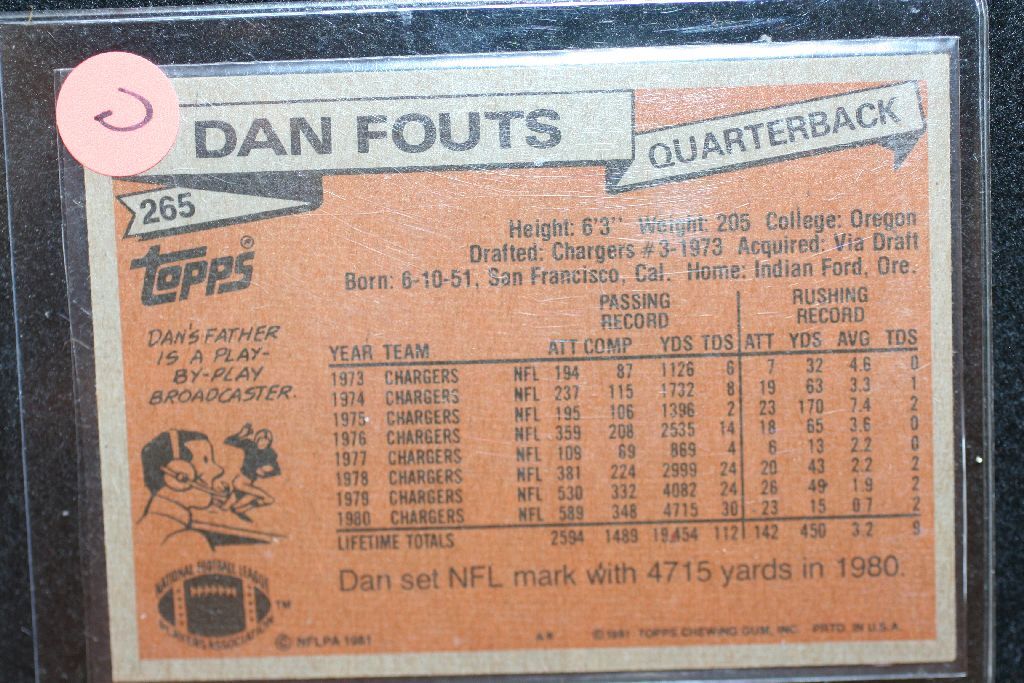 C
DAN FOUTS
QUARTERBACK
265
TOPPS®
Height: 6'3" Weight: 205 College: Oregon
Drafted: Chargers #3-1973 Acquired: Via Draft
Born: 6-10-51, San Francisco, Cal. Home: Indian Ford, Ore.
DAN'S FATHER
IS A PLAY-
BY-PLAY
BROADCASTER.
PASSING RECORD RUSHING RECORD
YEAR TEAM ATT COMP YDS TDS ATT YDS AVG TDS
1973 CHARGERS NFL 194 87 1126 6 7 32 4.6 0
1974 CHARGERS NFL 237 115 1732 8 19 63 3.3 1
1975 CHARGERS NFL 195 106 1396 2 23 170 7.4 2
1976 CHARGERS NFL 359 208 2535 14 18 65 3.6 0
1977 CHARGERS NFL 109 69 869 4 6 13 2.2 0
1978 CHARGERS NFL 381 224 2999 24 20 43 2.2 2
1979 CHARGERS NFL 530 332 4082 24 26 49 1.9 2
1980 CHARGERS NFL 589 348 4715 30 23 15 0.7 2
LIFETIME TOTALS 2594 1489 19,454 112 142 450 3.2 9
Dan set NFL mark with 4715 yards in 1980.
NATIONAL FOOTBALL LEAGUE
PLAYERS ASSOCIATION
TM
© NFLPA 1981
©1981 TOPPS CHEWING GUM, INC. PRTD. IN U.S.A.